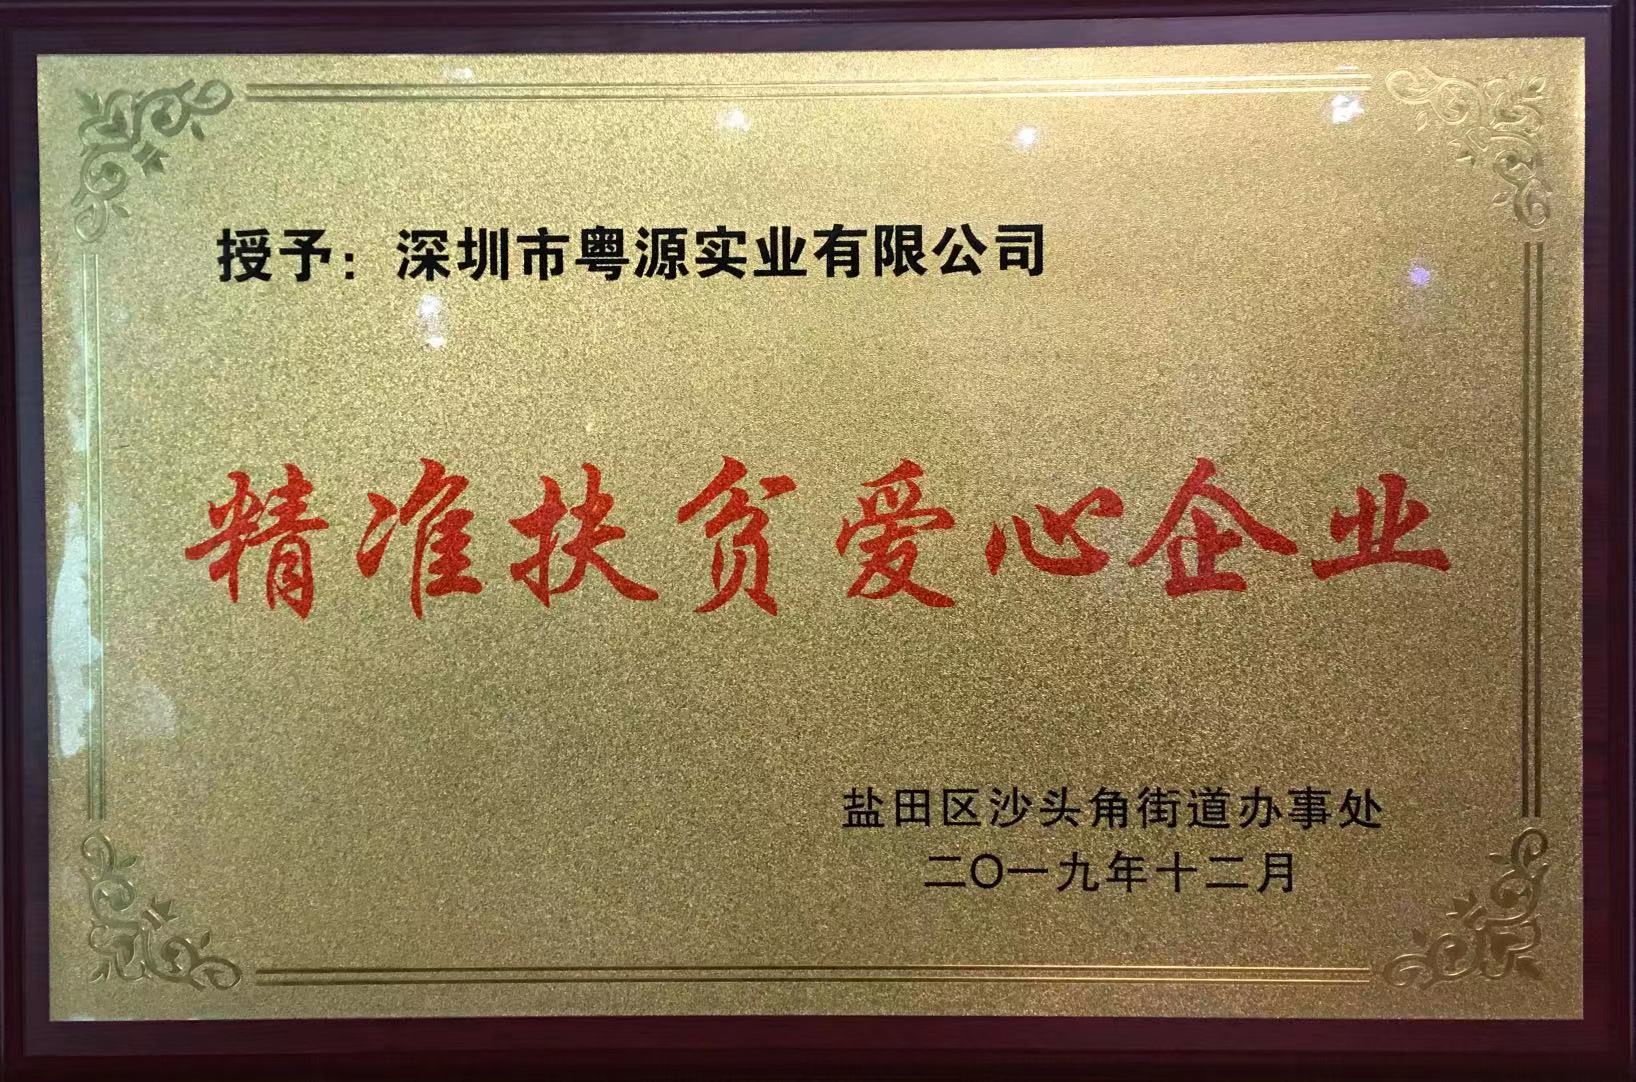 授予：深圳市粤源实业有限公司
精准扶贫爱心企业
盐田区沙头角街道办事处
二〇一九年十二月